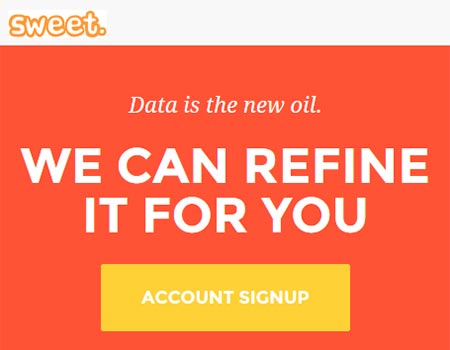 sweet.
Data is the new oil.
WE CAN REFINE
IT FOR YOU
ACCOUNT SIGNUP